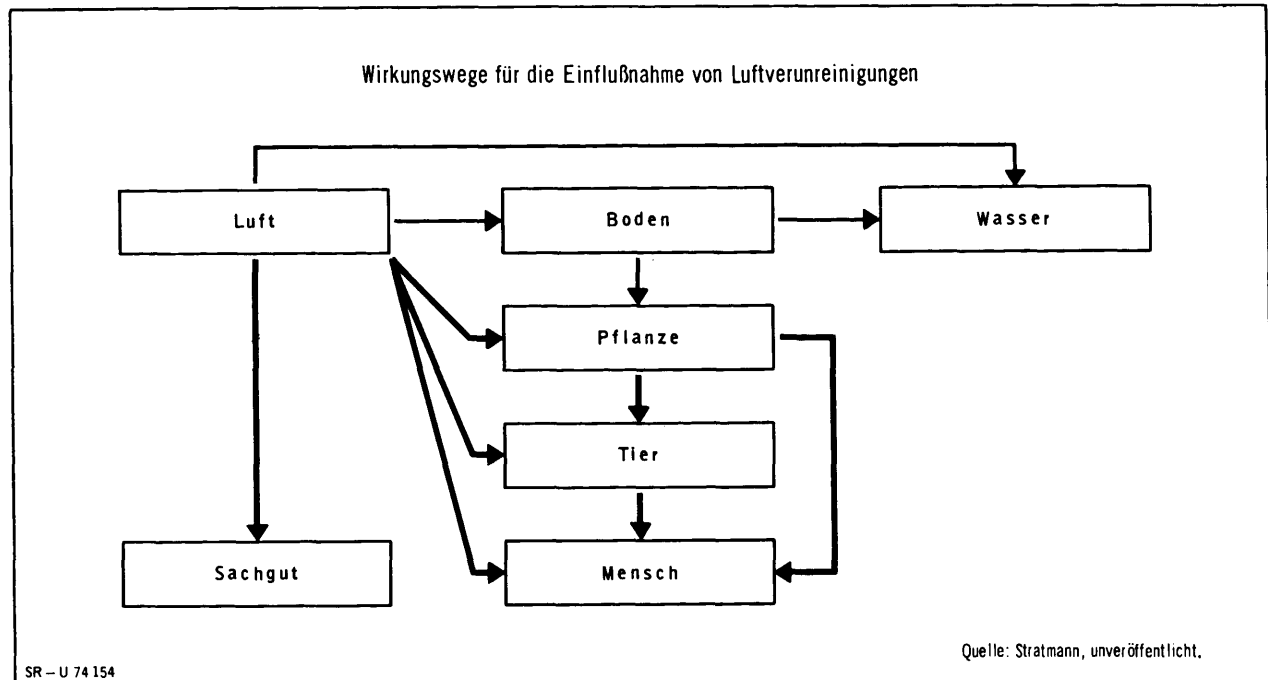 Wirkungswege für die Einflußnahme von Luftverunreinigungen
Luft
Boden
Wasser
Pflanze
Tier
Sachgut
Mensch
Quelle: Stratmann, unveröffentlicht.
SR – U 74 154